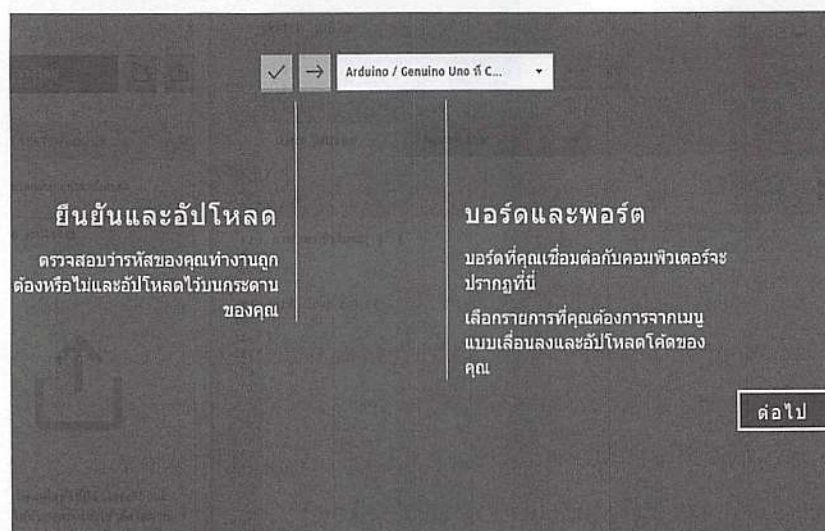 Arduino / Genuino Uno ที่ C...
ยืนยันและอัปโหลด
ตรวจสอบว่ารหัสของคุณทำงานถูก
ต้องหรือไม่และอัปโหลดไว้บนกระดาน
ของคุณ
บอร์ดและพอร์ต
บอร์ดที่คุณเชื่อมต่อกับคอมพิวเตอร์จะ
ปรากฏที่นี่
เลือกรายการที่คุณต้องการจากเมนู
แบบเลื่อนลงและอัปโหลดโค้ดของ
คุณ
ต่อไป